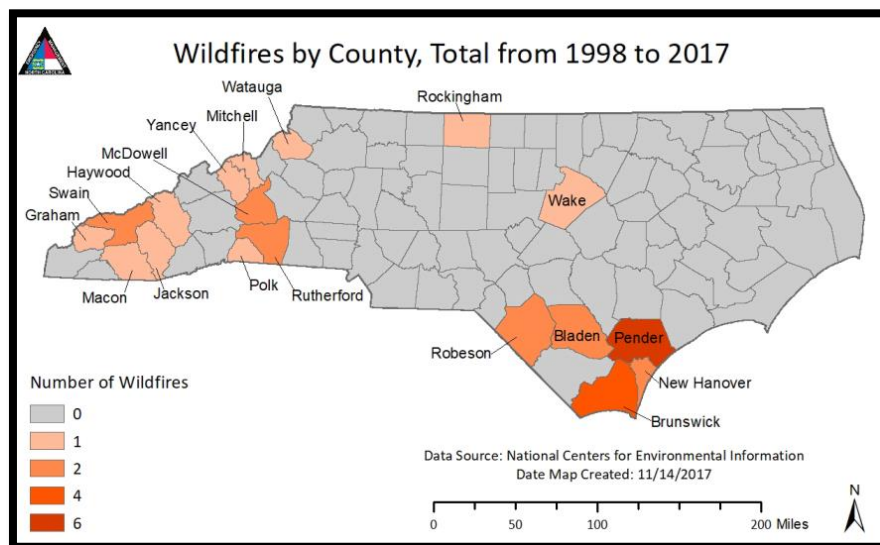 Wildfires by County, Total from 1998 to 2017
Watauga
Rockingham
Mitchell
Yancey
McDowell
Haywood
Swain
Graham
Wake
Macon
Jackson
Polk
Rutherford
Robeson
Bladen
Pender
New Hanover
Brunswick
Number of Wildfires
0
1
2
4
6
Data Source: National Centers for Environmental Information
Date Map Created: 11/14/2017
N
0 50 100 200 Miles